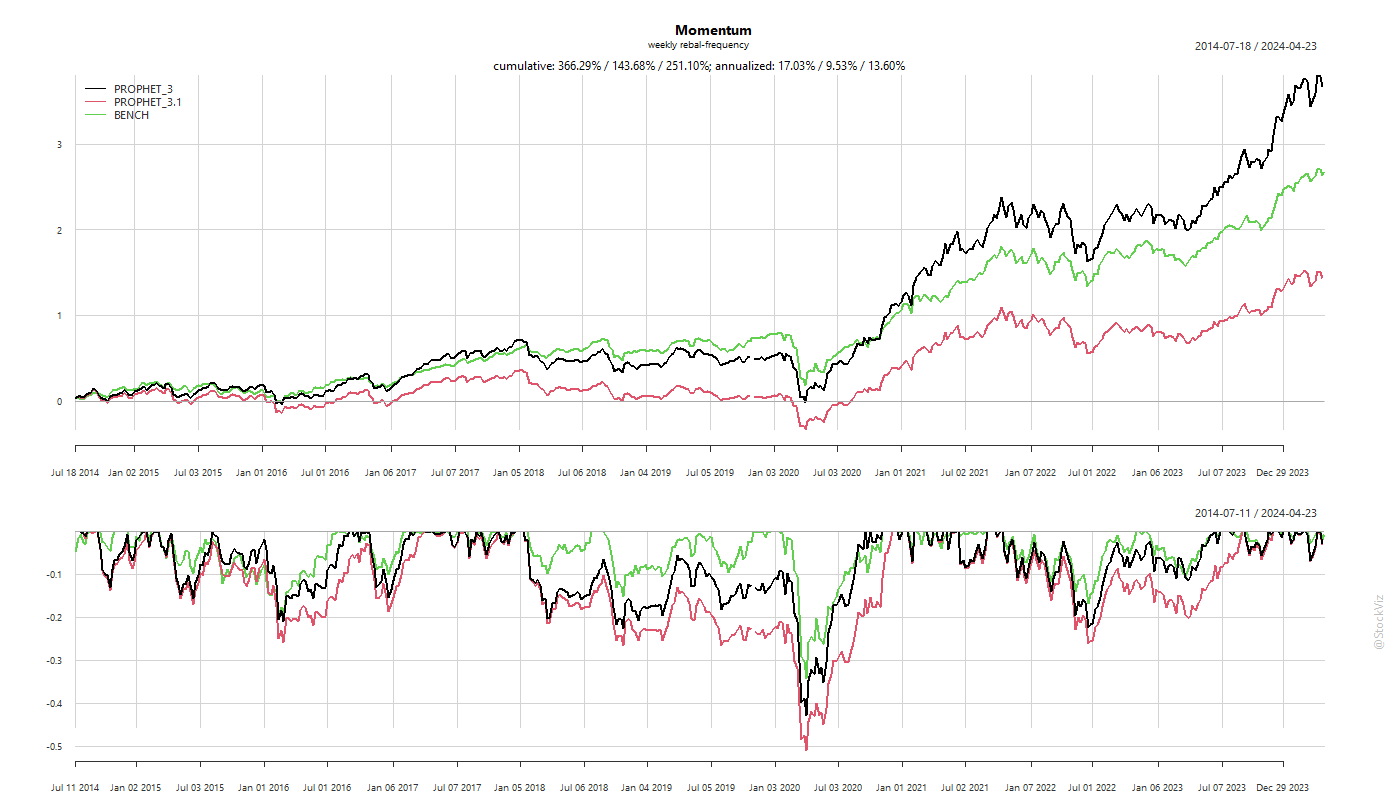 Momentum
weekly rebal-frequency
2014-07-18 / 2024-04-23
cumulative: 366.29% / 143.68% / 251.10%; annualized: 17.03% / 9.53% / 13.60%
PROPHET_3
PROPHET_3.1
BENCH
3
2
1
0
Jul 18 2014 Jan 02 2015 Jul 03 2015 Jan 01 2016 Jul 01 2016 Jan 06 2017 Jul 07 2017 Jan 05 2018 Jul 06 2018 Jan 04 2019 Jul 05 2019 Jan 03 2020 Jul 03 2020 Jan 01 2021 Jul 02 2021 Jan 07 2022 Jul 01 2022 Jan 06 2023 Jul 07 2023 Dec 29 2023
2014-07-11 / 2024-04-23
-0.1
-0.2
-0.3
-0.4
-0.5
Jul 11 2014 Jan 02 2015 Jul 03 2015 Jan 01 2016 Jul 01 2016 Jan 06 2017 Jul 07 2017 Jan 05 2018 Jul 06 2018 Jan 04 2019 Jul 05 2019 Jan 03 2020 Jul 03 2020 Jan 01 2021 Jul 02 2021 Jan 07 2022 Jul 01 2022 Jan 06 2023 Jul 07 2023 Dec 29 2023
@StockViz